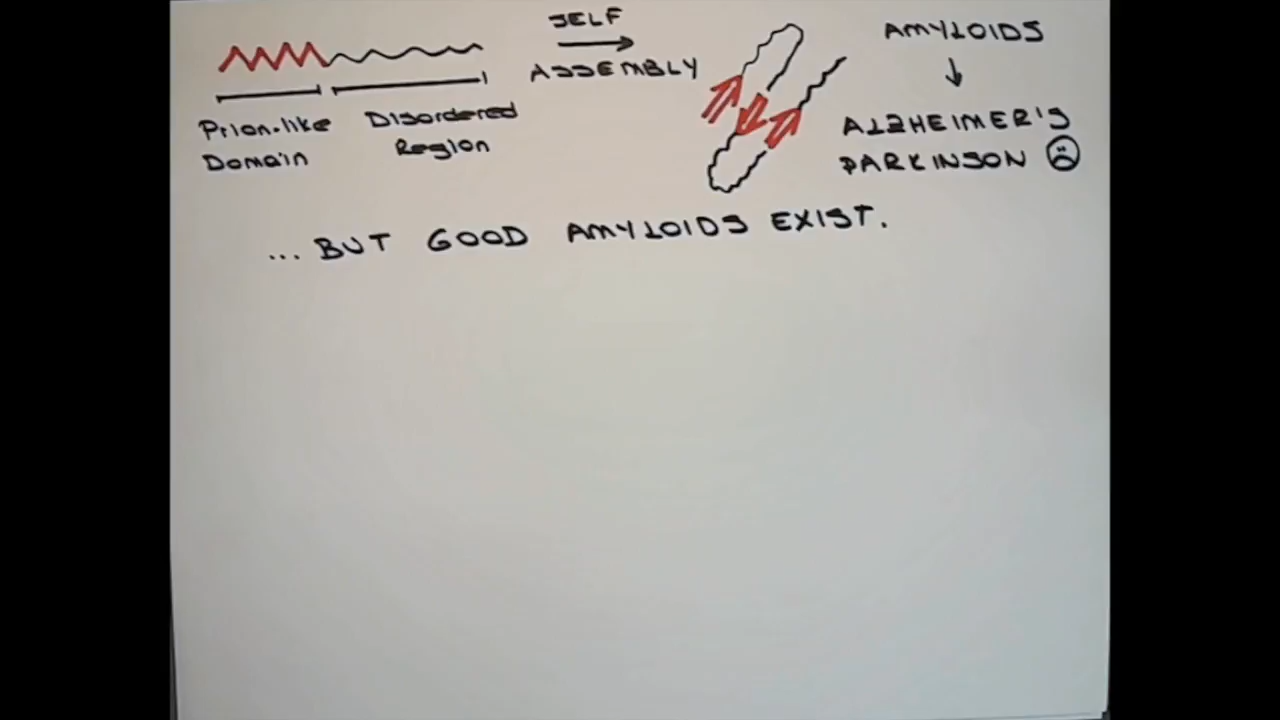 SELF
ASSEMBLY
Prion-like
Domain
Disordered
Region
AMYLOIDS
ALZHEIMER'S
PARKINSON
... BUT GOOD AMYLOIDS EXIST.